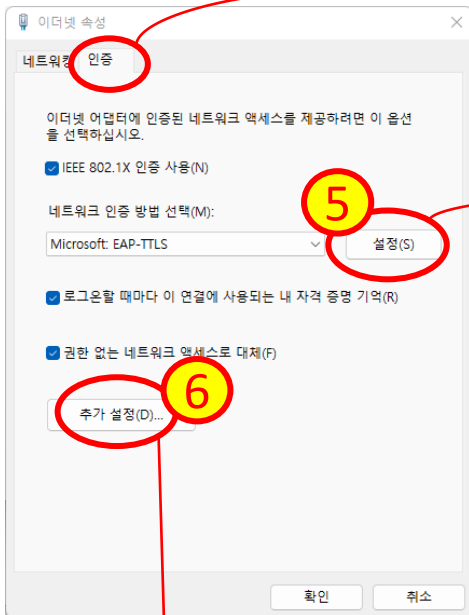 이더넷 속성
네트워킹 인증
이더넷 어댑터에 인증된 네트워크 액세스를 제공하려면 이 옵션
을 선택하십시오.
IEEE 802.1X 인증 사용(N)
네트워크 인증 방법 선택(M):
5
Microsoft: EAP-TTLS 설정(S)
로그온할 때마다 이 연결에 사용되는 내 자격 증명 기억(R)
권한 없는 네트워크 액세스로 대체(F)
6
추가 설정(D)...
확인 취소